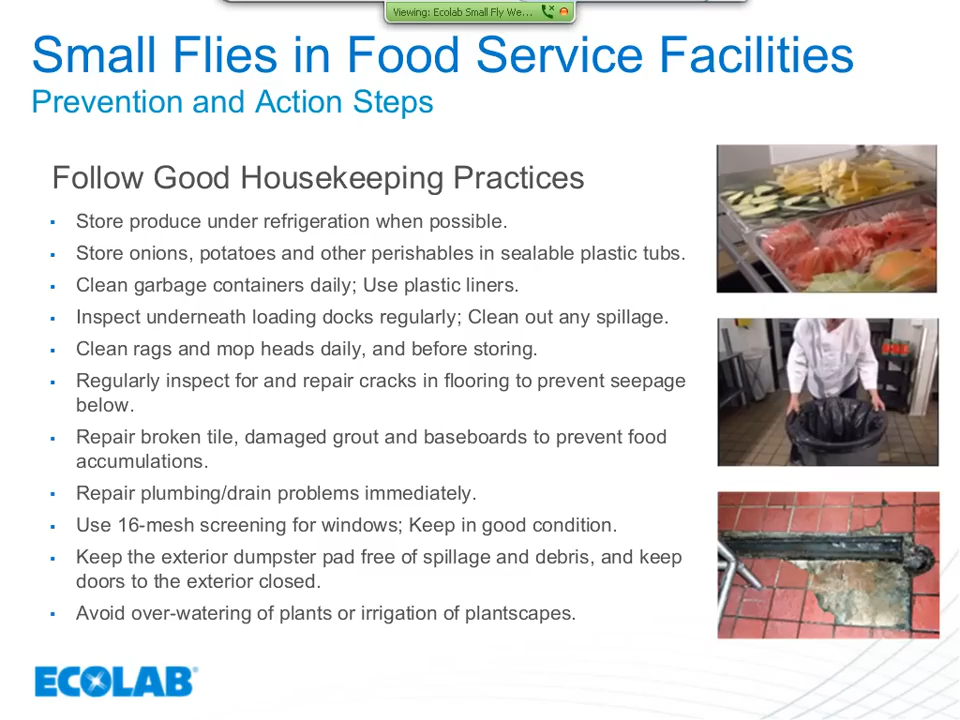 Viewing: Ecolab Small Fly We...
Small Flies in Food Service Facilities
Prevention and Action Steps
Follow Good Housekeeping Practices
▪ Store produce under refrigeration when possible.
▪ Store onions, potatoes and other perishables in sealable plastic tubs.
▪ Clean garbage containers daily; Use plastic liners.
▪ Inspect underneath loading docks regularly; Clean out any spillage.
▪ Clean rags and mop heads daily, and before storing.
▪ Regularly inspect for and repair cracks in flooring to prevent seepage
below.
▪ Repair broken tile, damaged grout and baseboards to prevent food
accumulations.
▪ Repair plumbing/drain problems immediately.
▪ Use 16-mesh screening for windows; Keep in good condition.
▪ Keep the exterior dumpster pad free of spillage and debris, and keep
doors to the exterior closed.
▪ Avoid over-watering of plants or irrigation of plantscapes.
ECOLAB®